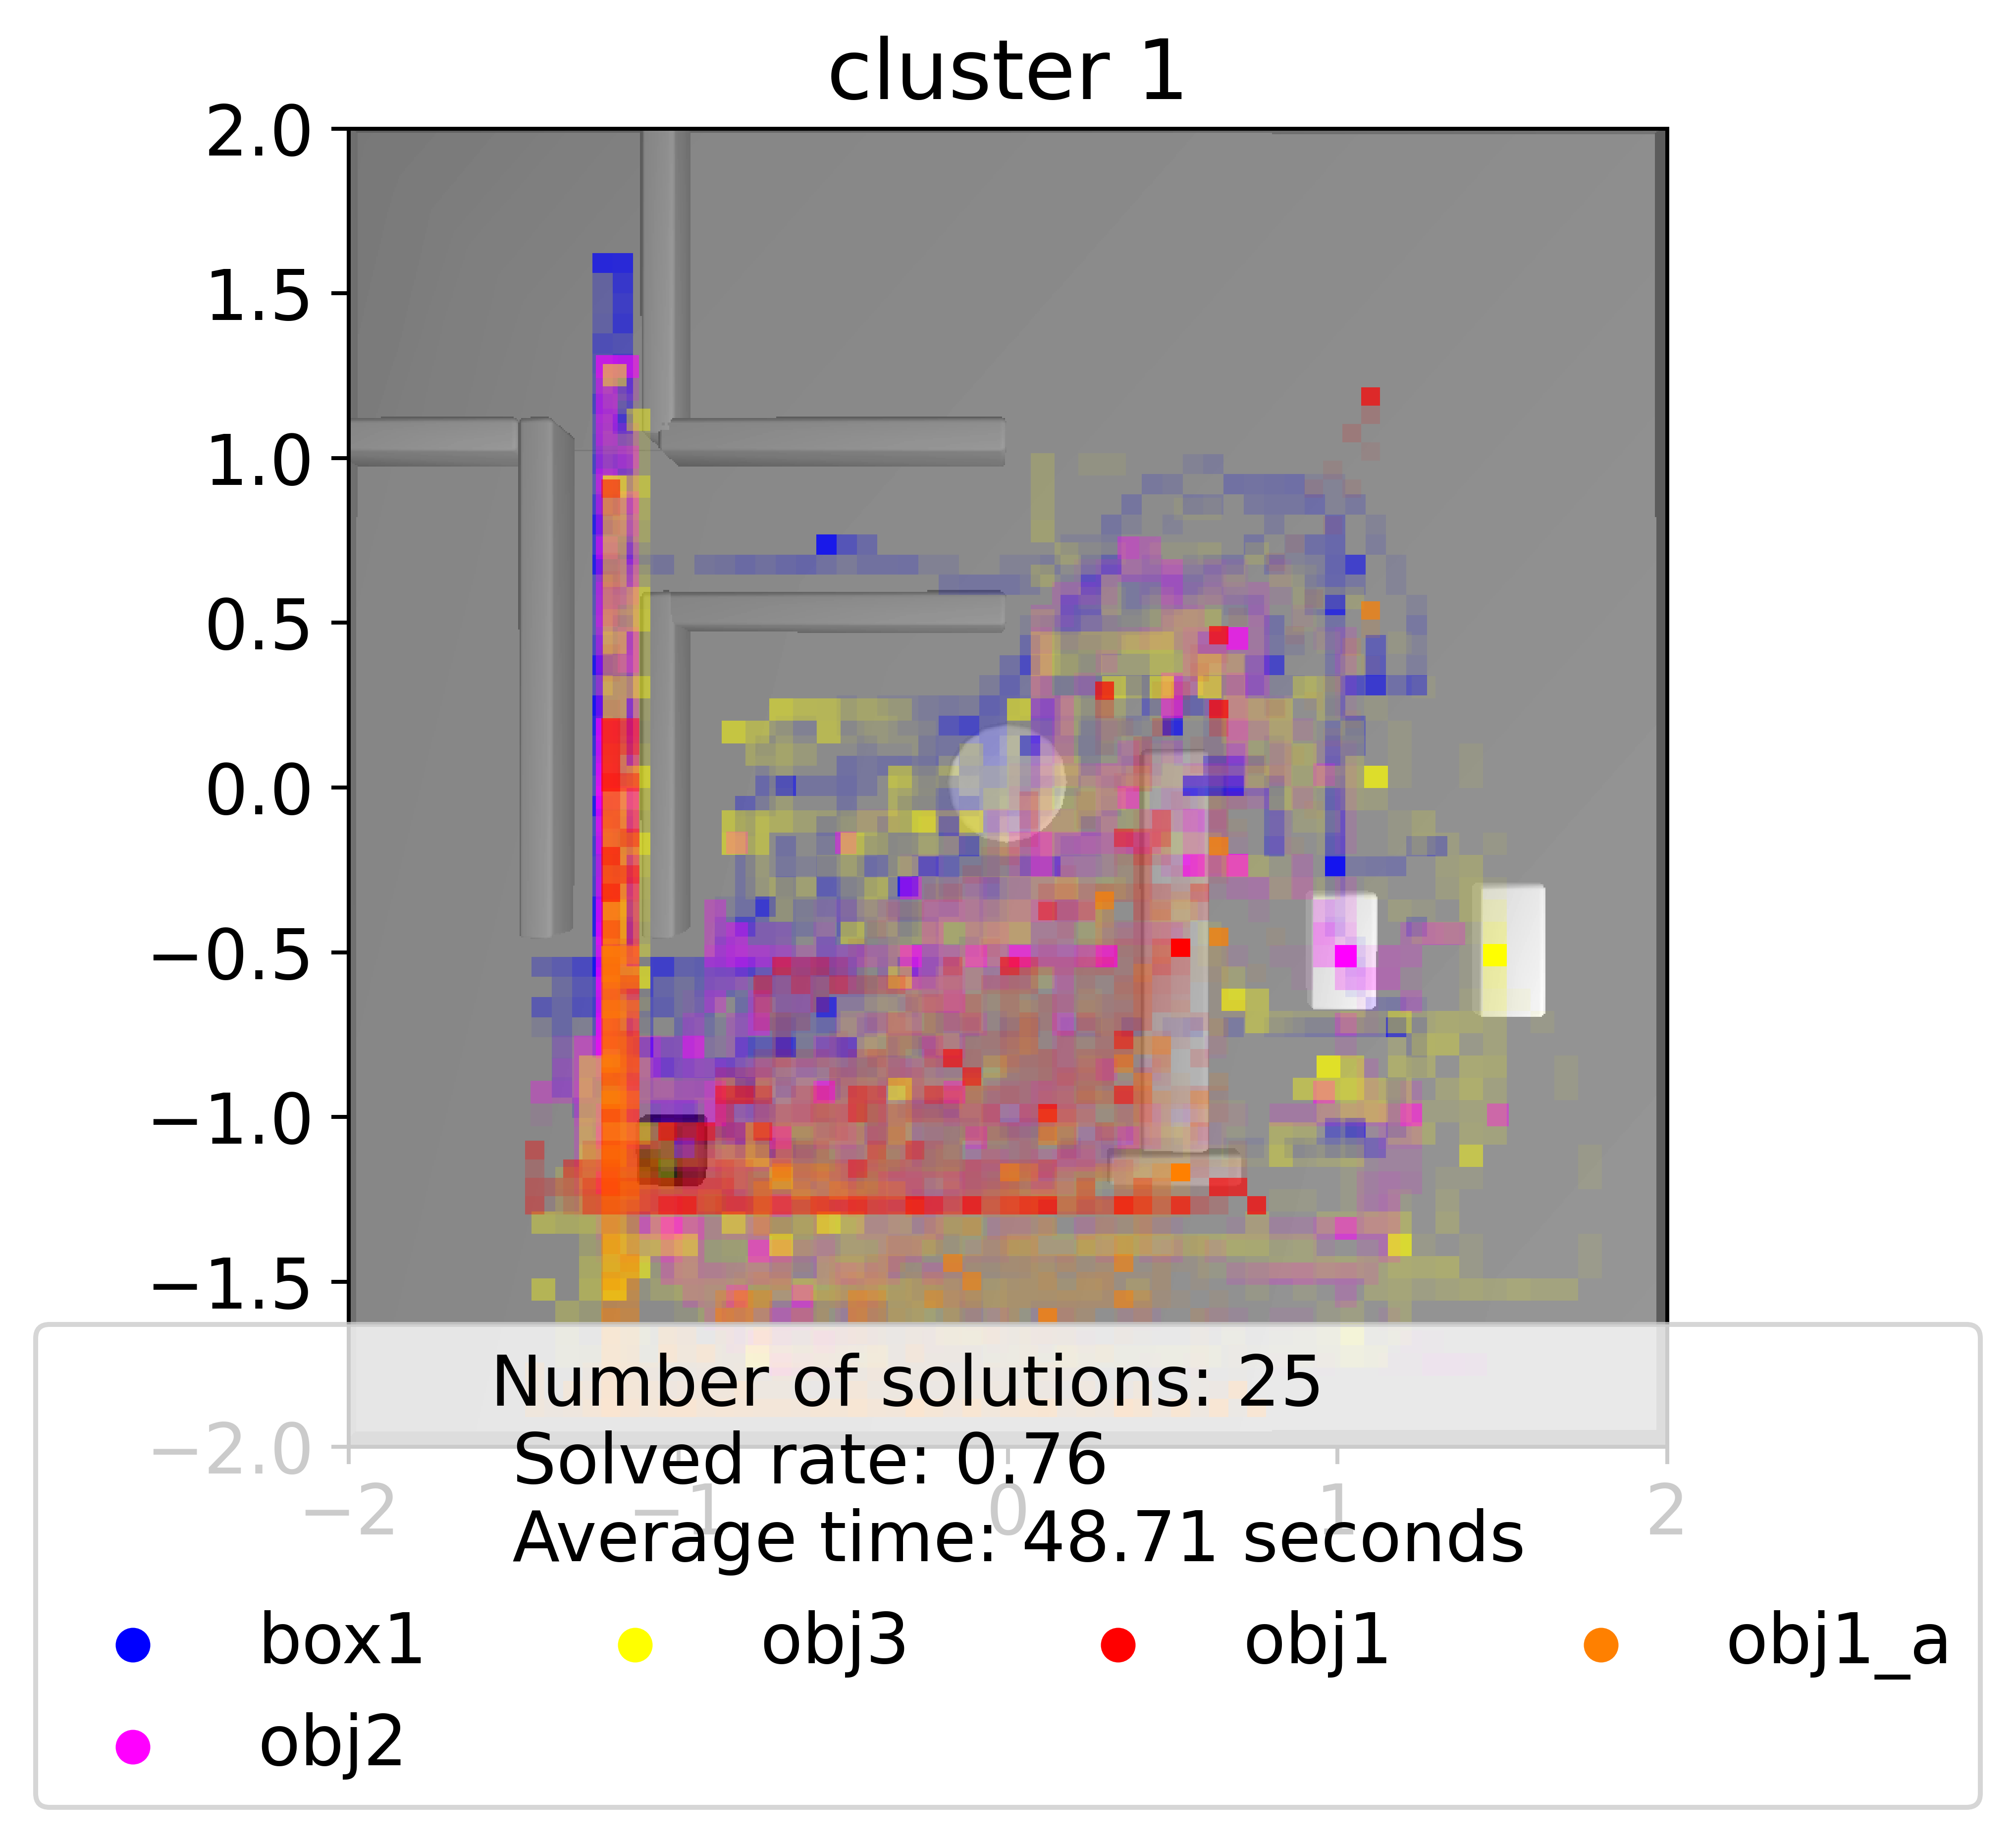 cluster 1
2.0
1.5
1.0
0.5
0.0
−0.5
−1.0
−1.5
−2.0
−2 −1 0 1 2
Number of solutions: 25
Solved rate: 0.76
Average time: 48.71 seconds
box1 obj3 obj1 obj1_a
obj2